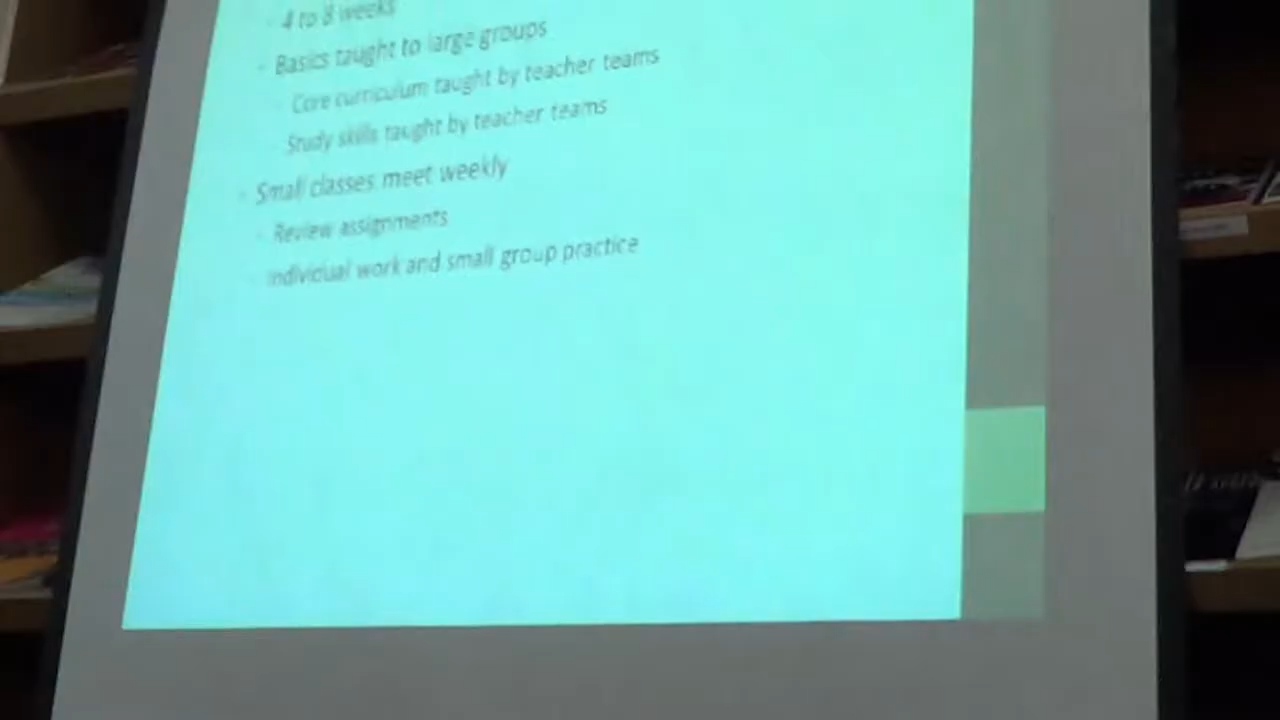 4 to 8 weeks
Basics taught to large groups
Core curriculum taught by teacher teams
Study skills taught by teacher teams
Small classes meet weekly
Review assignments
Individual work and small group practice